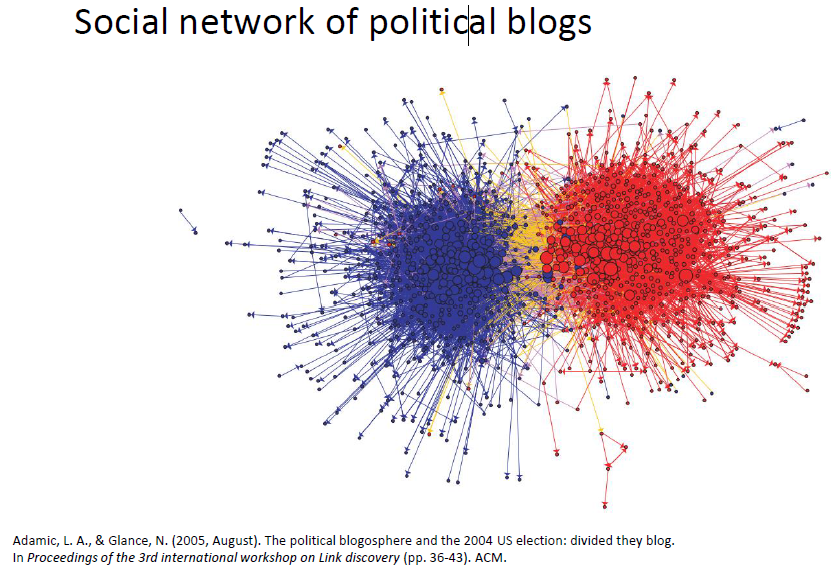 Social network of political blogs
Adamic, L. A., & Glance, N. (2005, August). The political blogosphere and the 2004 US election: divided they blog.
In Proceedings of the 3rd international workshop on Link discovery (pp. 36-43). ACM.